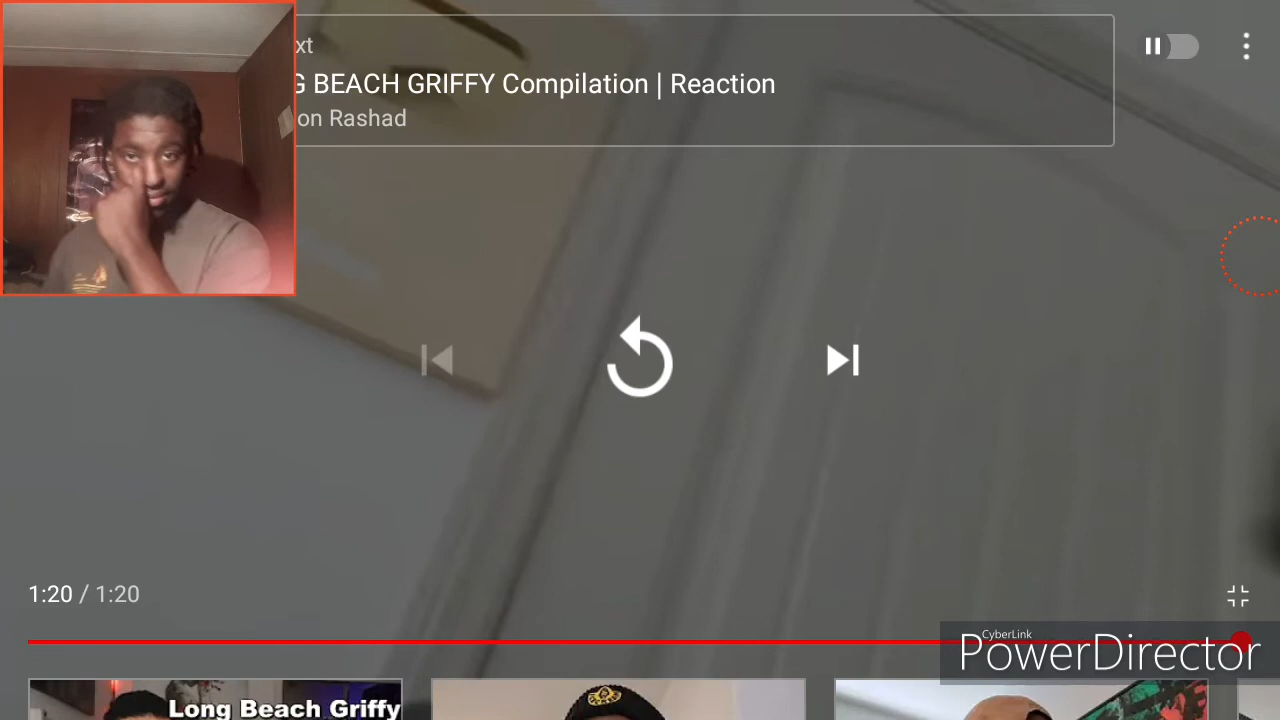 xt
G BEACH GRIFFY Compilation | Reaction
on Rashad
1:20 / 1:20
CyberLink
PowerDirector
Long Beach Griffy